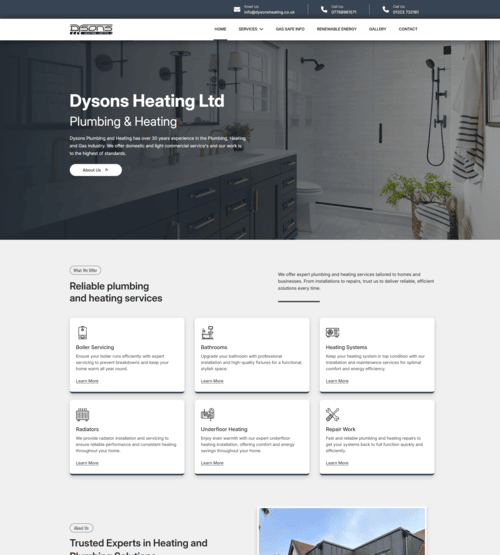 Email Us:
info@dysonsheating.co.uk
Call Us:
07788881571
Call Us:
01323 723161
DYSONS
HOME
SERVICES
GAS SAFE INFO
RENEWABLE ENERGY
GALLERY
CONTACT
Dysons Heating Ltd
Plumbing & Heating
Dysons Plumbing and Heating has over 30 years experience in the Plumbing, Heating
and Gas industry. We offer domestic and light commercial service's and our work is
to the highest of standards.
About Us
What We Offer
Reliable plumbing
and heating services
We offer expert plumbing and heating services tailored to homes and
businesses. From installations to repairs, trust us to deliver reliable, efficient
solutions every time.
Boiler Servicing
Ensure your boiler runs efficiently with expert
servicing to prevent breakdowns and keep your
home warm all year round.
Learn More
Bathrooms
Upgrade your bathroom with professional
installation and high-quality fixtures for a functional,
stylish space.
Learn More
Heating Systems
Keep your heating system in top condition with our
installation and maintenance services for optimal
comfort and energy efficiency.
Learn More
Radiators
We provide radiator installation and servicing to
ensure reliable performance and consistent heating
throughout your home.
Learn More
Underfloor Heating
Enjoy even warmth with our expert underfloor
heating installation, offering comfort and energy
savings throughout your home.
Learn More
Repair Work
Fast and reliable plumbing and heating repairs to
get your systems back to full function quickly and
efficiently.
Learn More
About Us
Trusted Experts in Heating and
Plumbing Solutions